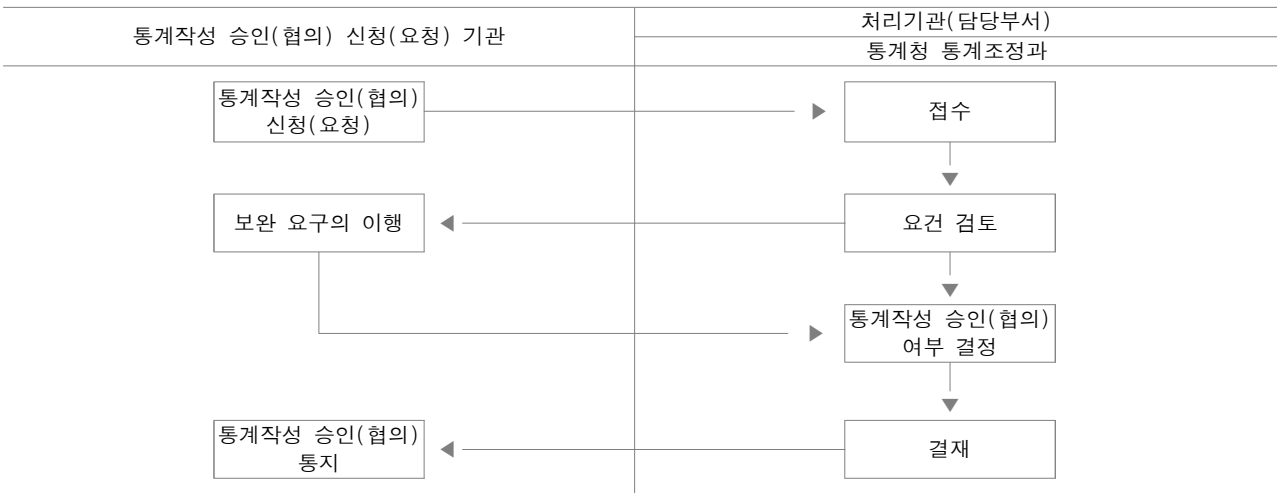 통계작성 승인(협의) 신청(요청) 기관
처리기관(담당부서)
통계청 통계조정과
통계작성 승인(협의)
신청(요청)
접수
보완 요구의 이행
요건 검토
통계작성 승인(협의)
여부 결정
통계작성 승인(협의)
통지
결재